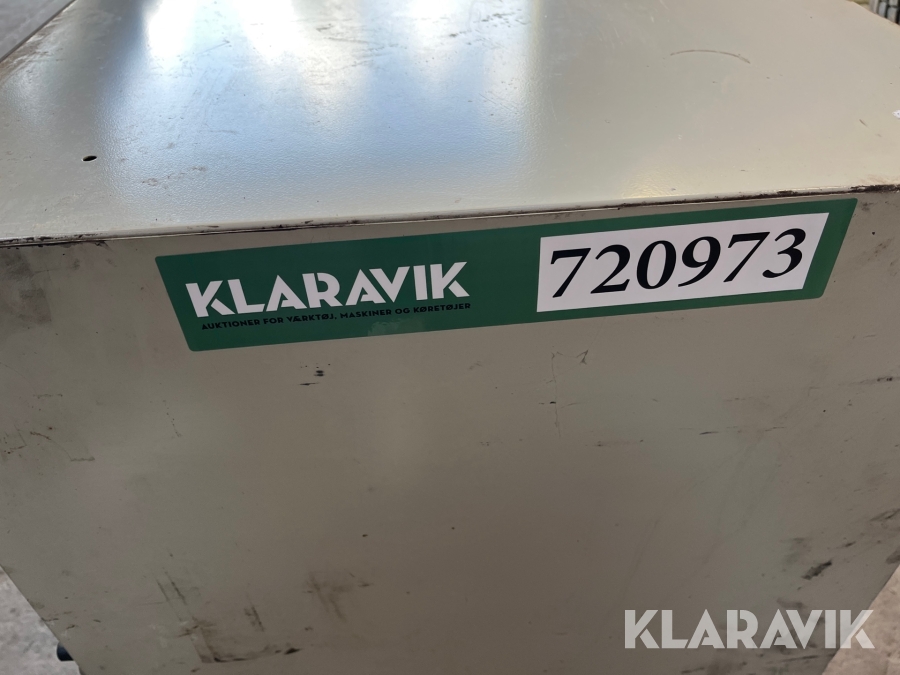 KLARAVIK
AUKTIONER FOR VÆRKTØJ, MASKINER OG KØRETØJER
720973
KLARAVIK